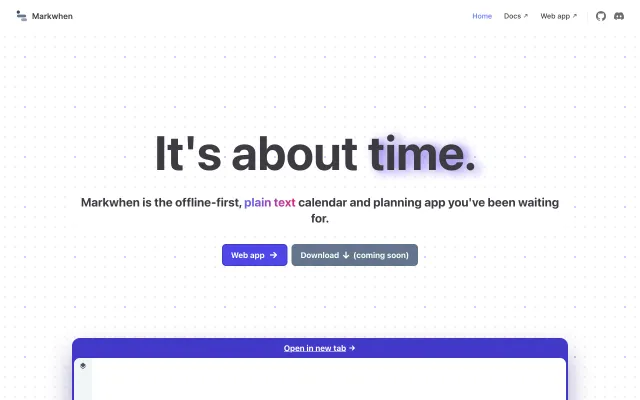 Markwhen
Home Docs ↗ Web app ↗
It's about time.
Markwhen is the offline-first, plain text calendar and planning app you've been waiting
for.
Web app → Download ↓ (coming soon)
Open in new tab →